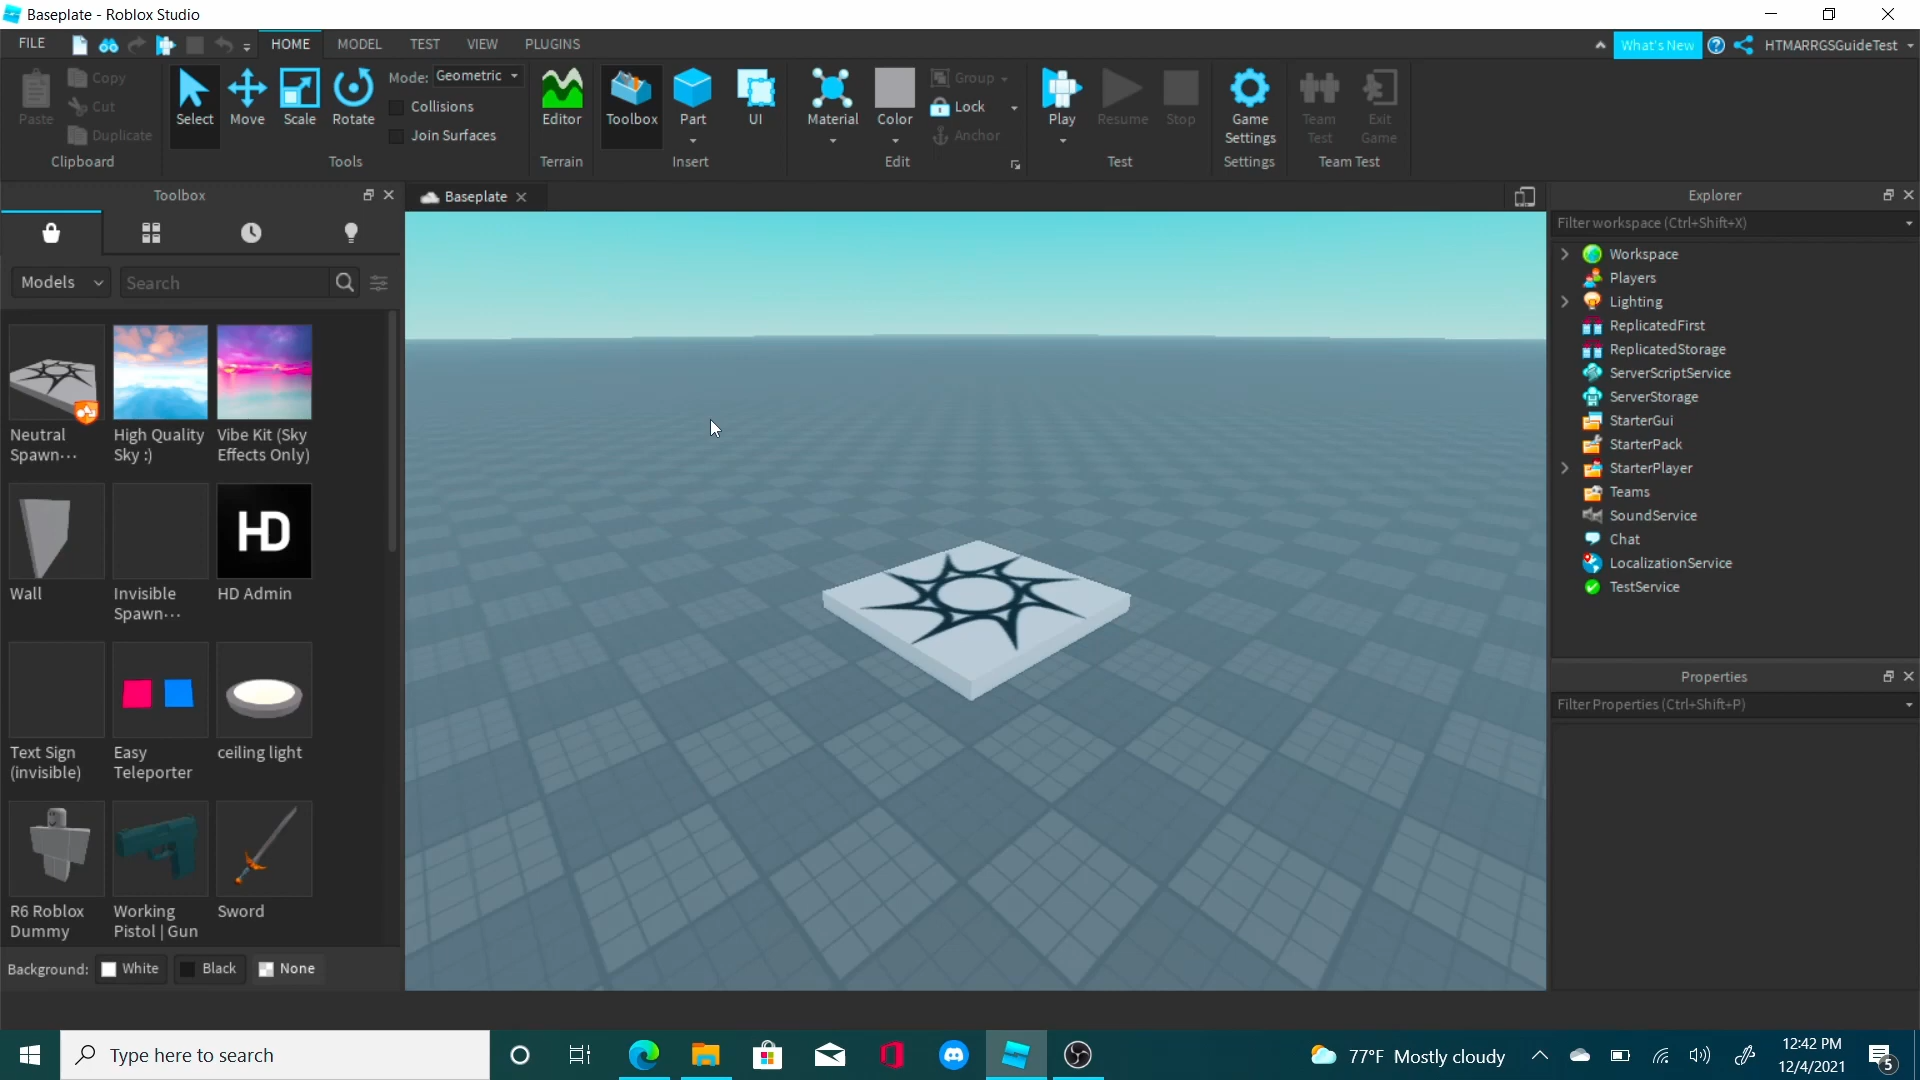 Baseplate - Roblox Studio
FILE
HOME
MODEL
TEST
VIEW
PLUGINS
What's New
HTMARRGSGuideTest
Paste
Copy
Cut
Duplicate
Clipboard
Select
Move
Scale
Rotate
Mode: Geometric
Collisions
Join Surfaces
Tools
Editor
Terrain
Toolbox
Part
UI
Insert
Material
Color
Group
Lock
Anchor
Edit
Play
Resume
Stop
Test
Game
Settings
Settings
Team
Test
Exit
Game
Team Test
Toolbox
Models
Search
Neutral
Spawn···
High Quality
Sky :)
Vibe Kit (Sky
Effects Only)
Wall
Invisible
Spawn···
HD
HD Admin
Text Sign
(invisible)
Easy
Teleporter
ceiling light
R6 Roblox
Dummy
Working
Pistol | Gun
Sword
Background: White Black None
Baseplate
Explorer
Filter workspace (Ctrl+Shift+X)
Workspace
Players
Lighting
ReplicatedFirst
ReplicatedStorage
ServerScriptService
ServerStorage
StarterGui
StarterPack
StarterPlayer
Teams
SoundService
Chat
LocalizationService
TestService
Properties
Filter Properties (Ctrl+Shift+P)
Type here to search
77°F Mostly cloudy
12:42 PM
12/4/2021
5